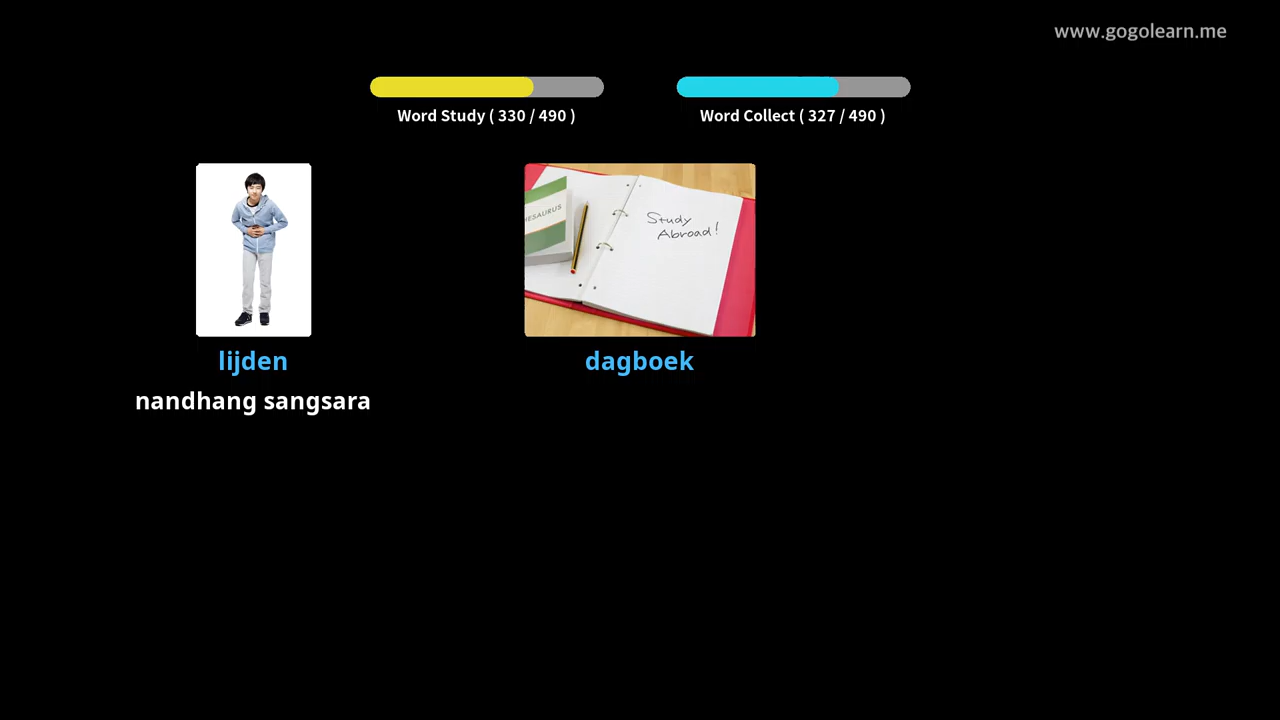 www.gogolearn.me
Word Study ( 330 / 490 )
Word Collect ( 327 / 490 )
HESAURUS
Study
Abroad!
lijden
dagboek
nandhang sangsara